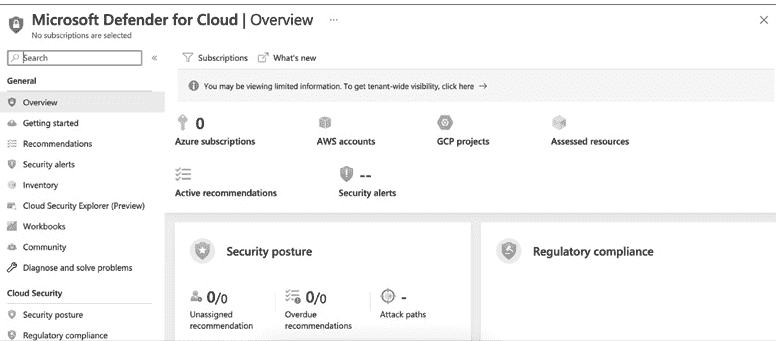 Microsoft Defender for Cloud | Overview ...
No subscriptions are selected
Search
«
Subscriptions
What's new
General
You may be viewing limited information. To get tenant-wide visibility, click here →
Overview
Getting started
Recommendations
Security alerts
Inventory
Cloud Security Explorer (Preview)
Workbooks
Community
Diagnose and solve problems
Cloud Security
Security posture
Regulatory compliance
0
Azure subscriptions
AWS accounts
GCP projects
Assessed resources
Active recommendations
--
Security alerts
Security posture
0/0
Unassigned
recommendation
0/0
Overdue
recommendations
-
Attack paths
Regulatory compliance